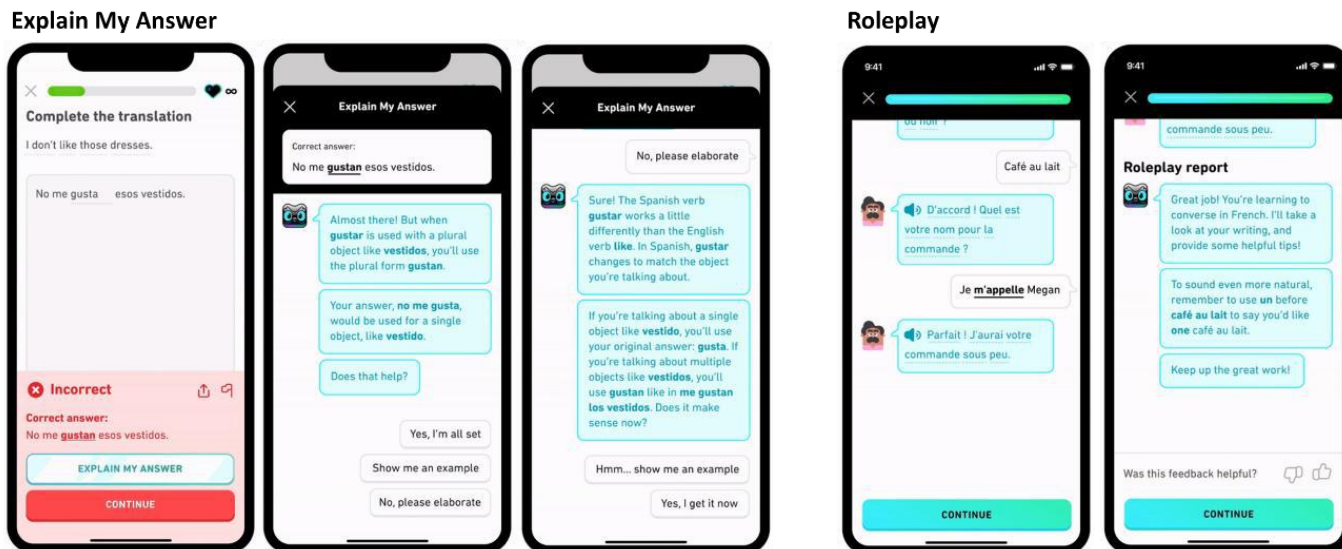 Explain My Answer
Complete the translation
I don't like those dresses.
No me gusta esos vestidos.
Incorrect
Correct answer:
No me gustan esos vestidos.
EXPLAIN MY ANSWER
CONTINUE
Explain My Answer
Correct answer:
No me gustan esos vestidos.
Almost there! But when
gustar is used with a plural
object like vestidos, you'll use
the plural form gustan.
Your answer, no me gusta,
would be used for a single
object, like vestido.
Does that help?
Yes, I'm all set
Show me an example
No, please elaborate
Explain My Answer
No, please elaborate
Sure! The Spanish verb
gustar works a little
differently than the English
verb like. In Spanish, gustar
changes to match the object
you're talking about.
If you're talking about a single
object like vestido, you'll use
your original answer: gusta. If
you're talking about multiple
objects like vestidos, you'll
use gustan like in me gustan
los vestidos. Does it make
sense now?
Hmm... show me an example
Yes, I get it now
Roleplay
9:41
ou noir ?
Café au lait
D'accord ! Quel est
votre nom pour la
commande ?
Je m'appelle Megan
Parfait ! J'aurai votre
commande sous peu.
CONTINUE
9:41
commande sous peu.
Roleplay report
Great job! You're learning to
converse in French. I'll take a
look at your writing, and
provide some helpful tips!
To sound even more natural,
remember to use un before
café au lait to say you'd like
one café au lait.
Keep up the great work!
Was this feedback helpful?
CONTINUE